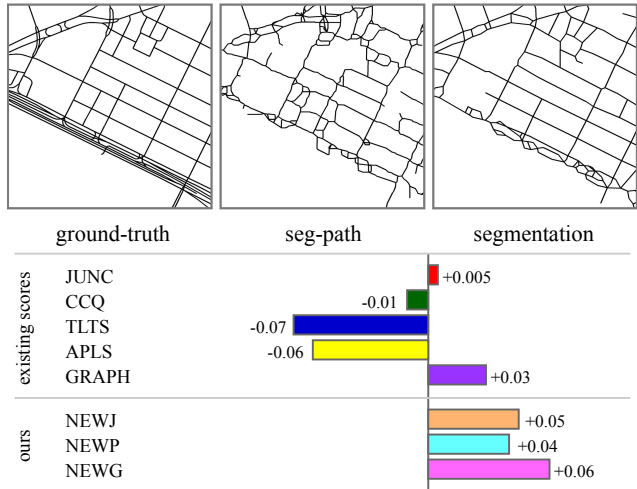 ground-truth seg-path segmentation
existing scores
JUNC +0.005
CCQ -0.01
TLTS -0.07
APLS -0.06
GRAPH +0.03
ours
NEWJ +0.05
NEWP +0.04
NEWG +0.06